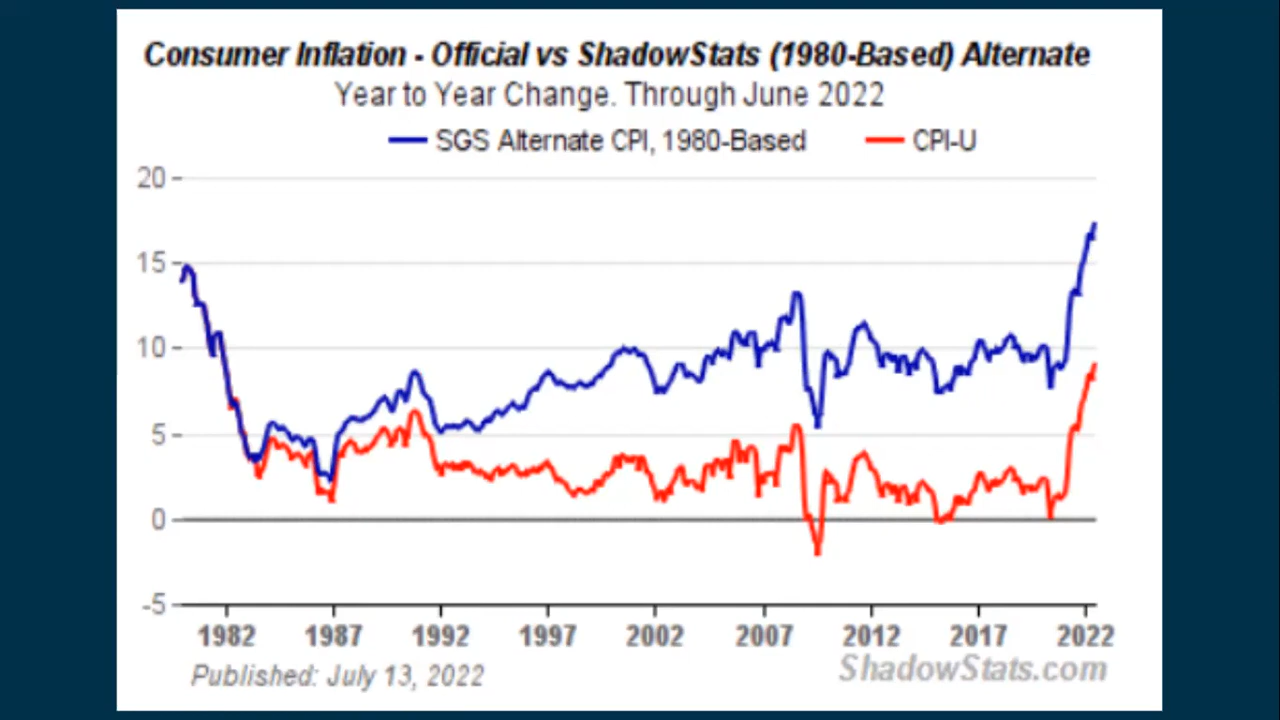 Consumer Inflation - Official vs ShadowStats (1980-Based) Alternate
Year to Year Change. Through June 2022
SGS Alternate CPI, 1980-Based CPI-U
20
15
10
5
0
-5
1982 1987 1992 1997 2002 2007 2012 2017 2022
Published: July 13, 2022 ShadowStats.com